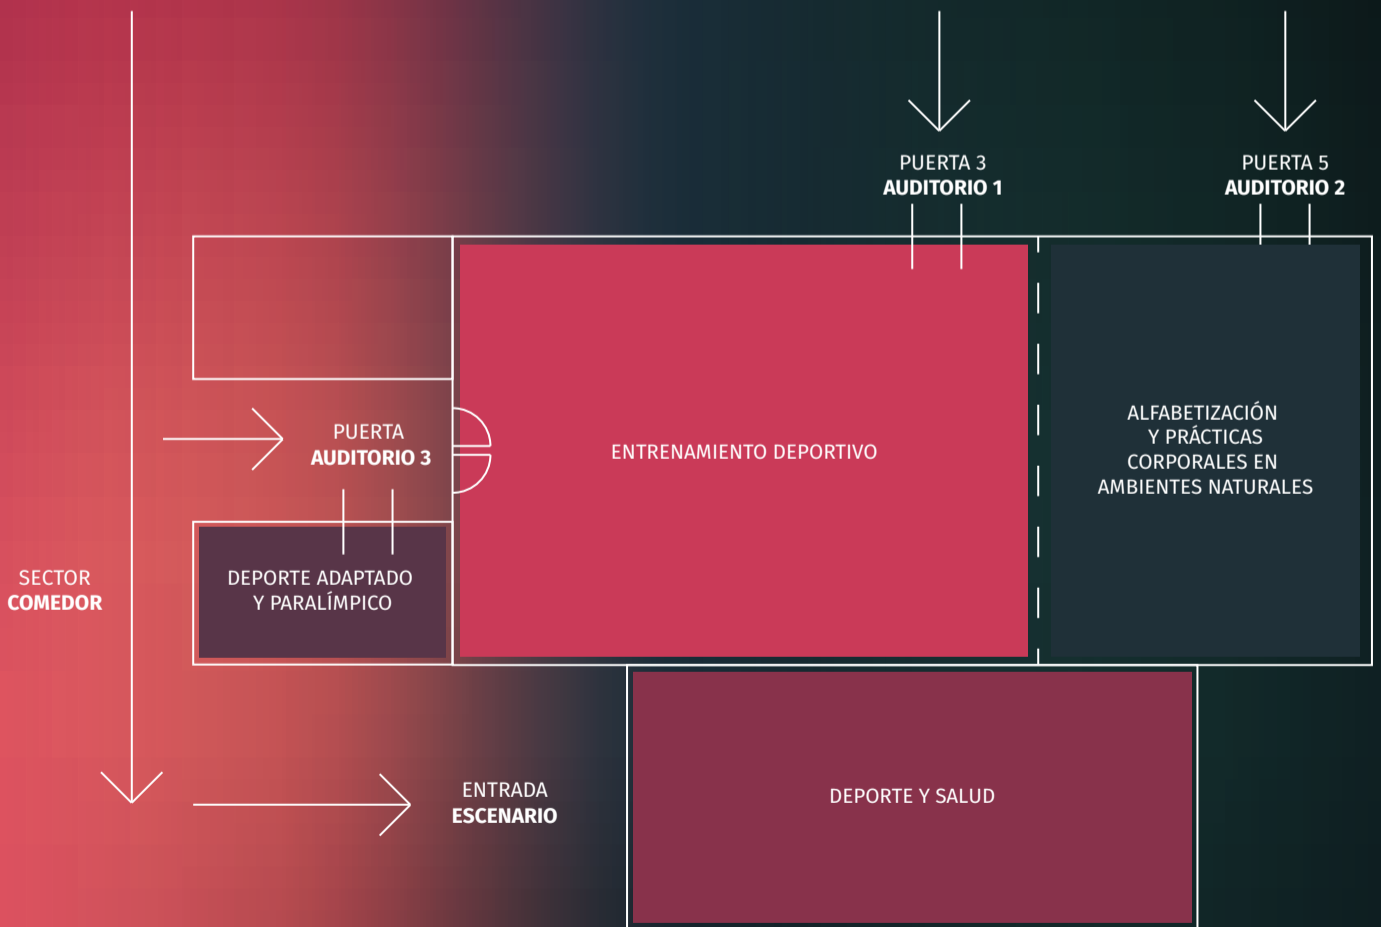 PUERTA 3
AUDITORIO 1
PUERTA 5
AUDITORIO 2
PUERTA
AUDITORIO 3
ENTRENAMIENTO DEPORTIVO
ALFABETIZACIÓN
Y PRÁCTICAS
CORPORALES EN
AMBIENTES NATURALES
SECTOR
COMEDOR
DEPORTE ADAPTADO
Y PARALÍMPICO
ENTRADA
ESCENARIO
DEPORTE Y SALUD